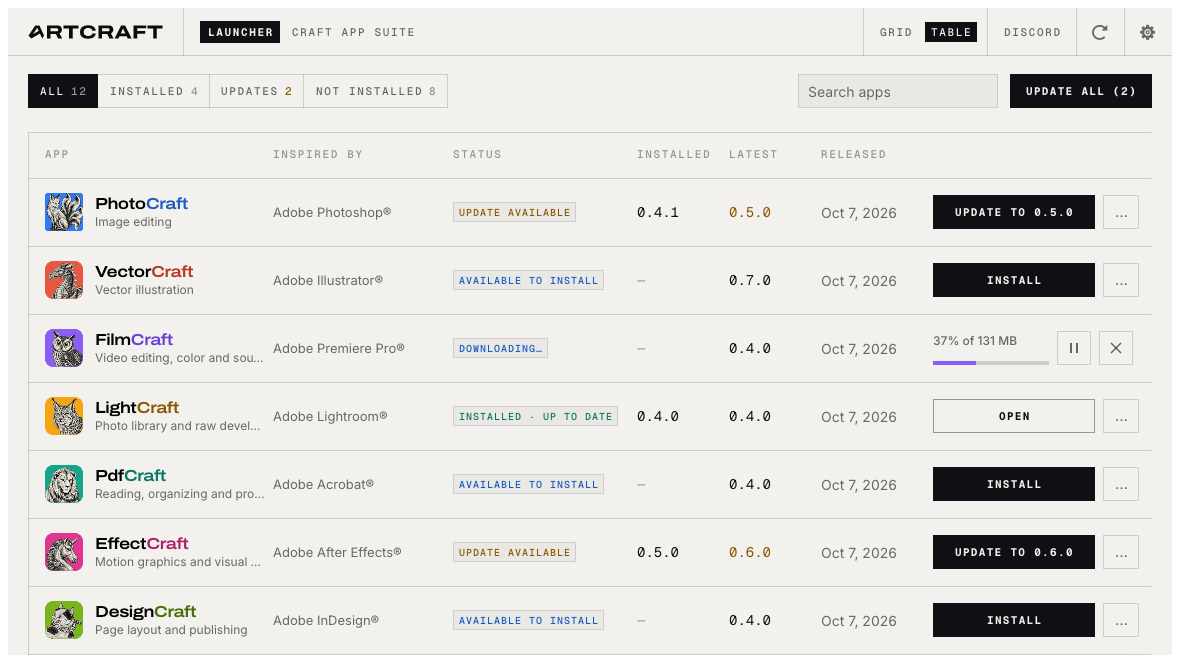 ARTCRAFT LAUNCHER CRAFT APP SUITE GRID TABLE DISCORD
ALL 12 INSTALLED 4 UPDATES 2 NOT INSTALLED 8 Search apps UPDATE ALL (2)
APP INSPIRED BY STATUS INSTALLED LATEST RELEASED
PhotoCraft
Image editing
Adobe Photoshop® UPDATE AVAILABLE 0.4.1 0.5.0 Oct 7, 2026 UPDATE TO 0.5.0 ...
VectorCraft
Vector illustration
Adobe Illustrator® AVAILABLE TO INSTALL — 0.7.0 Oct 7, 2026 INSTALL ...
FilmCraft
Video editing, color and sou...
Adobe Premiere Pro® DOWNLOADING… — 0.4.0 Oct 7, 2026 37% of 131 MB
LightCraft
Photo library and raw devel...
Adobe Lightroom® INSTALLED · UP TO DATE 0.4.0 0.4.0 Oct 7, 2026 OPEN ...
PdfCraft
Reading, organizing and pro...
Adobe Acrobat® AVAILABLE TO INSTALL — 0.4.0 Oct 7, 2026 INSTALL ...
EffectCraft
Motion graphics and visual ...
Adobe After Effects® UPDATE AVAILABLE 0.5.0 0.6.0 Oct 7, 2026 UPDATE TO 0.6.0 ...
DesignCraft
Page layout and publishing
Adobe InDesign® AVAILABLE TO INSTALL — 0.4.0 Oct 7, 2026 INSTALL ...